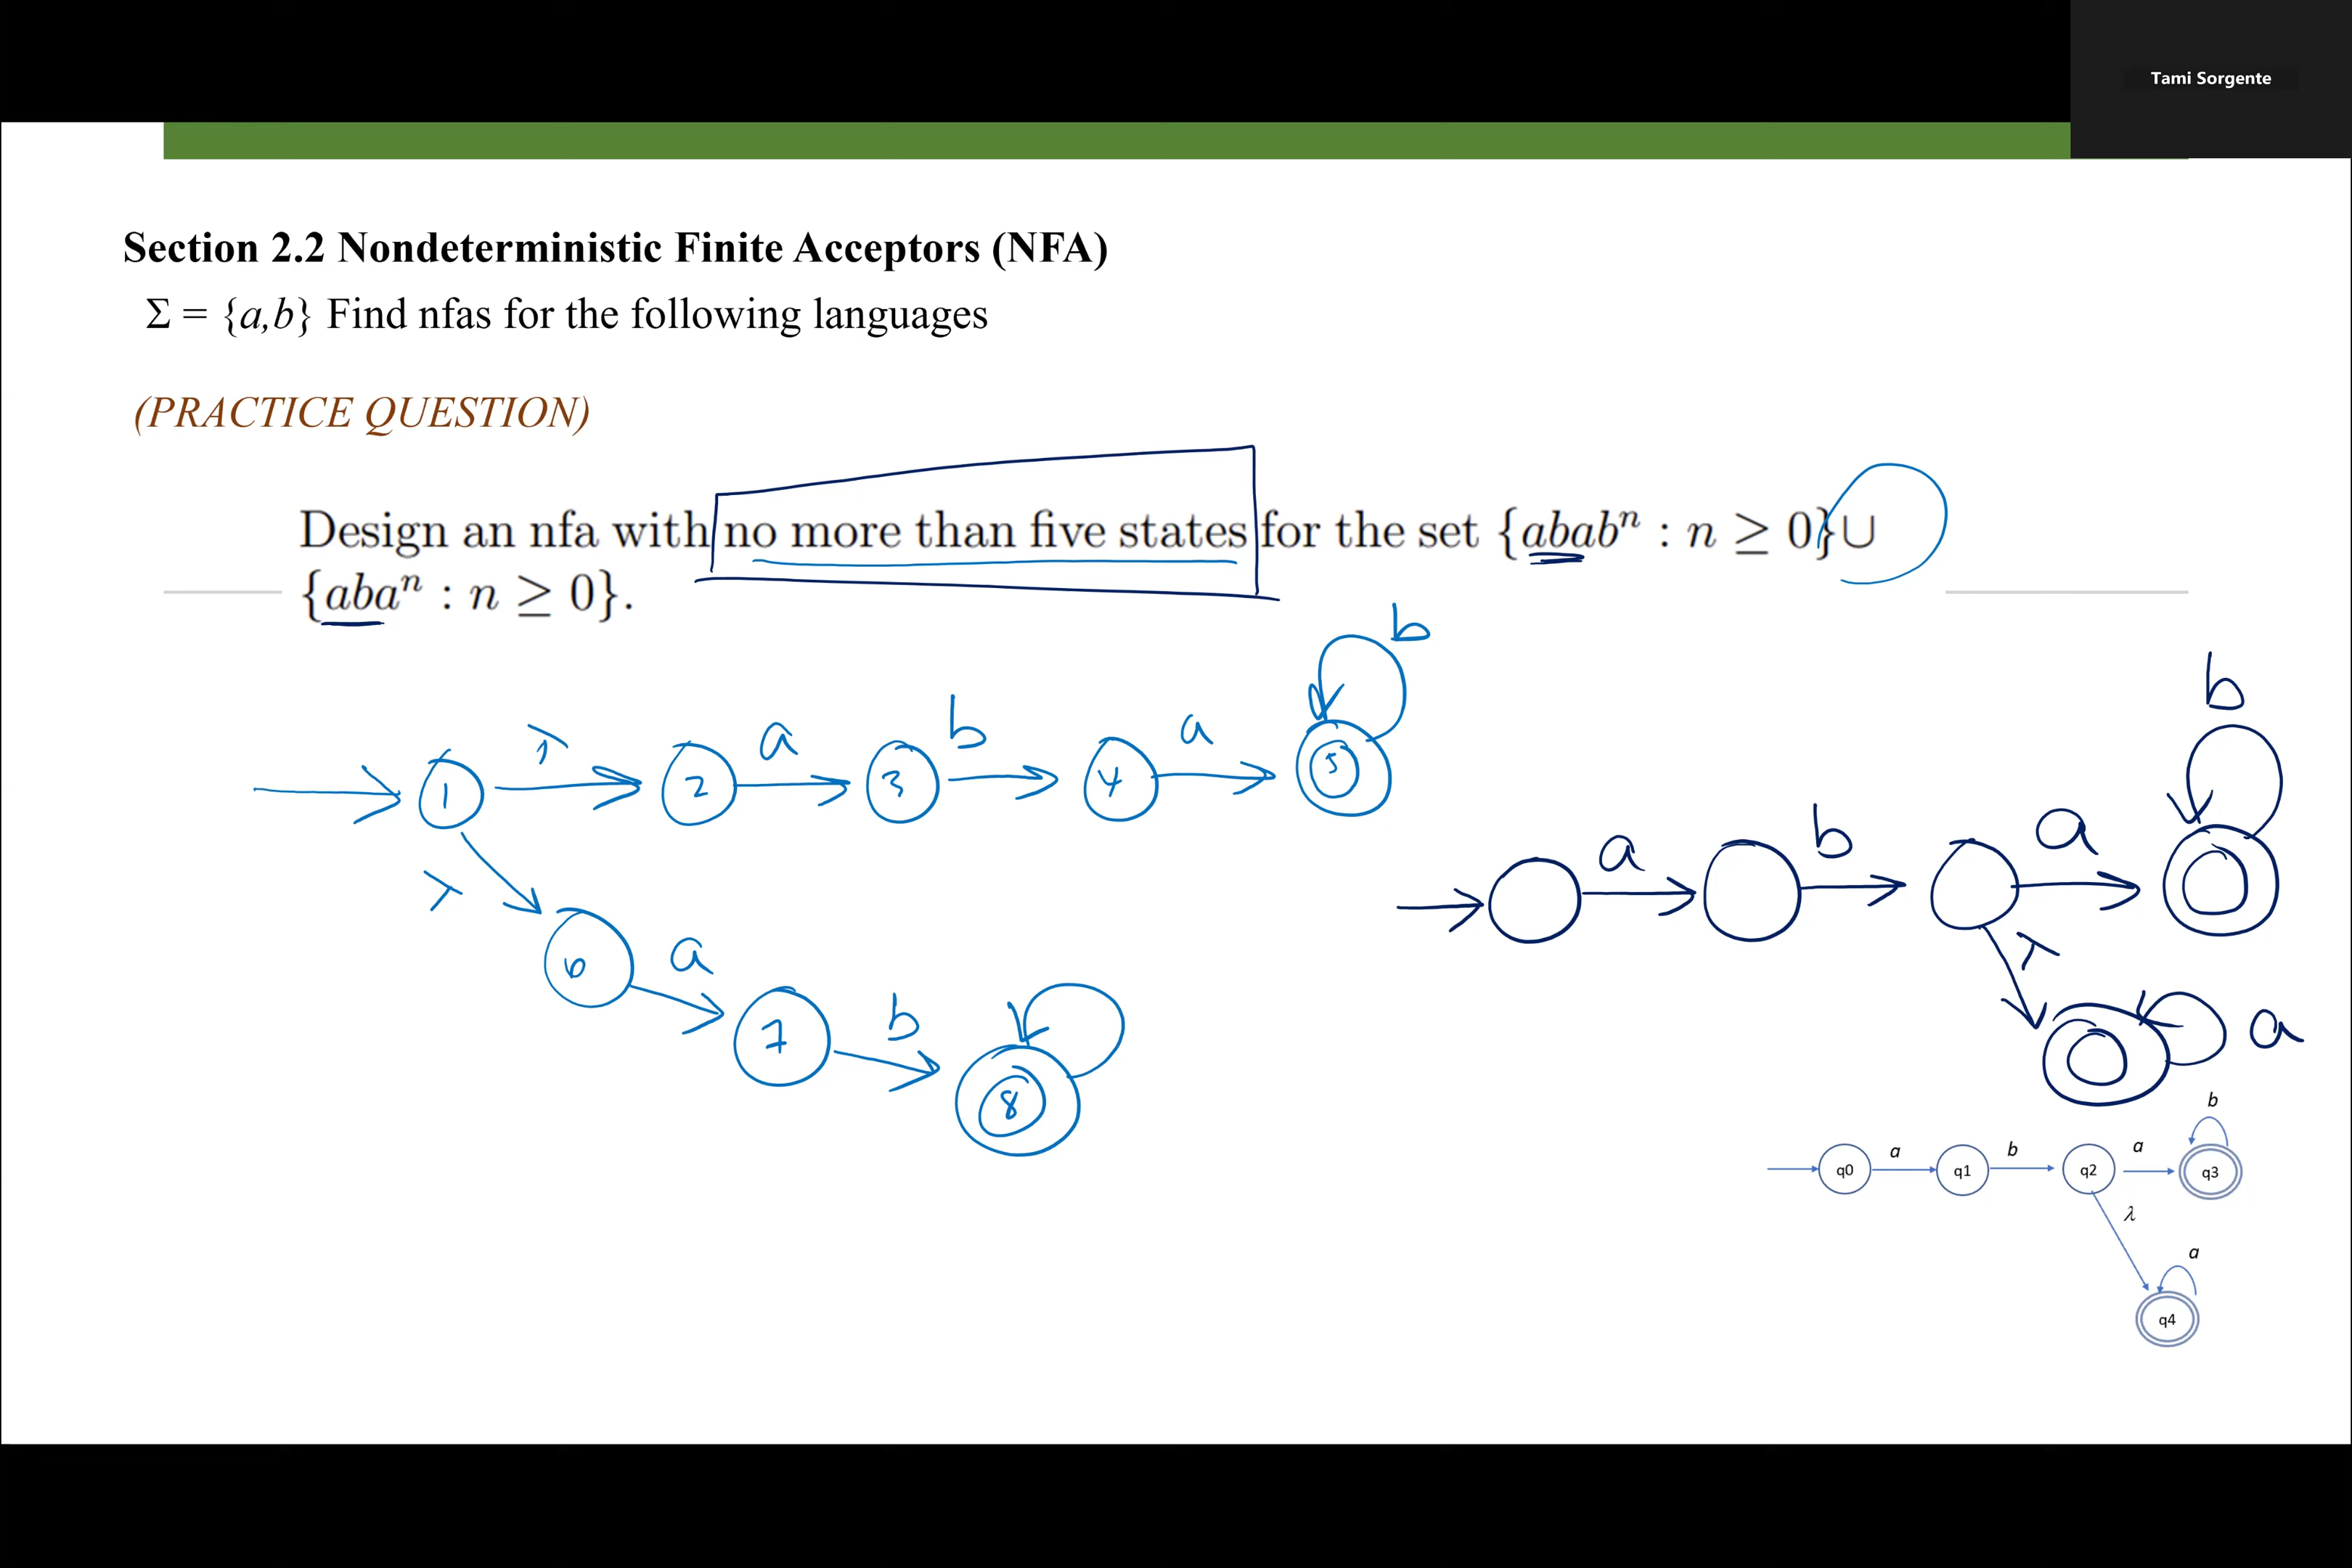 Tami Sorgente
Section 2.2 Nondeterministic Finite Acceptors (NFA)
Σ = {a,b} Find nfas for the following languages
(PRACTICE QUESTION)
Design an nfa with no more than five states for the set {ababⁿ : n ≥ 0}∪
{abaⁿ : n ≥ 0}.
b
λ a b a
1 2 3 4 5
λ
6 a
7 b
8
b
a b a
λ
a
b
a b a
q0 q1 q2 q3
λ
a
q4